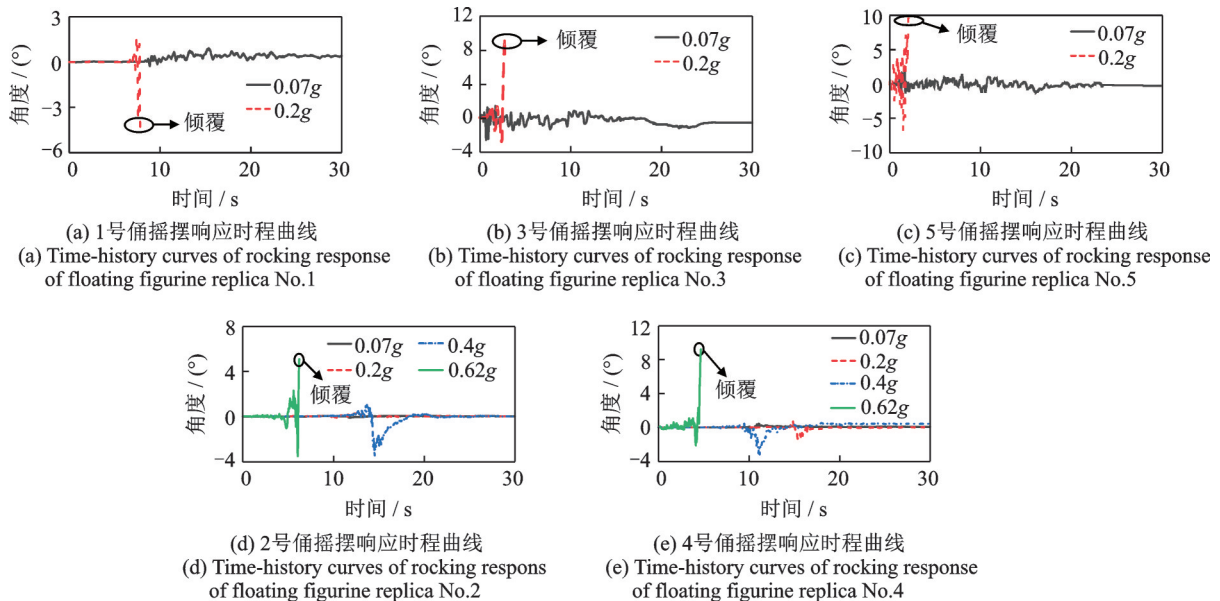 1
0
−3
−6
角度 / (°)
0.07g
0.2g
倾覆
0
10
20
30
时间 / s
(a) 1号俑摇摆响应时程曲线
(a) Time-history curves of rocking response
of floating figurine replica No.1
12
8
4
0
−4
角度 / (°)
倾覆
0.07g
0.2g
0
10
20
30
时间 / s
(b) 3号俑摇摆响应时程曲线
(b) Time-history curves of rocking response
of floating figurine replica No.3
10
5
0
−5
−10
角度 / (°)
倾覆
0.07g
0.2g
0
10
20
30
时间 / s
(c) 5号俑摇摆响应时程曲线
(c) Time-history curves of rocking response
of floating figurine replica No.5
8
4
0
−4
角度 / (°)
0.07g
0.4g
0.2g
0.62g
倾覆
0
10
20
30
时间 / s
(d) 2号俑摇摆响应时程曲线
(d) Time-history curves of rocking respons
of floating figurine replica No.2
12
8
4
0
−4
角度 / (°)
0.07g
0.2g
0.4g
0.62g
倾覆
0
10
20
30
时间 / s
(e) 4号俑摇摆响应时程曲线
(e) Time-history curves of rocking response
of floating figurine replica No.4